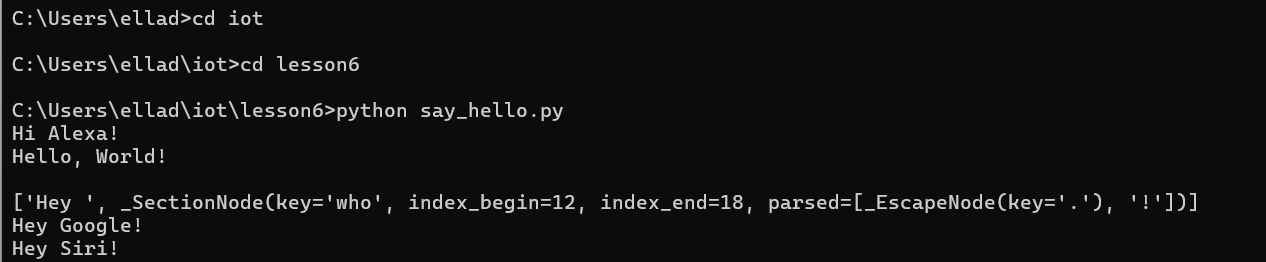 C:\Users\ellad>cd iot
C:\Users\ellad\iot>cd lesson6
C:\Users\ellad\iot\lesson6>python say_hello.py
Hi Alexa!
Hello, World!
['Hey ', _SectionNode(key='who', index_begin=12, index_end=18, parsed=[_EscapeNode(key='.'), '!'])]
Hey Google!
Hey Siri!